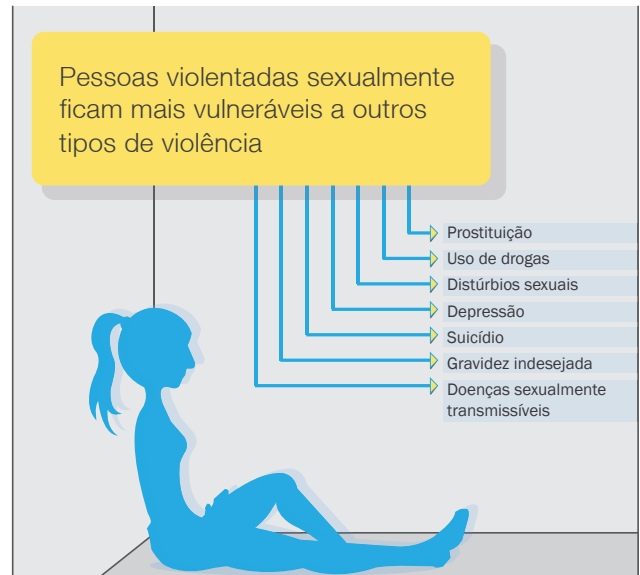 Pessoas violentadas sexualmente
ficam mais vulneráveis a outros
tipos de violência
Prostituição
Uso de drogas
Distúrbios sexuais
Depressão
Suicídio
Gravidez indesejada
Doenças sexualmente
transmissíveis